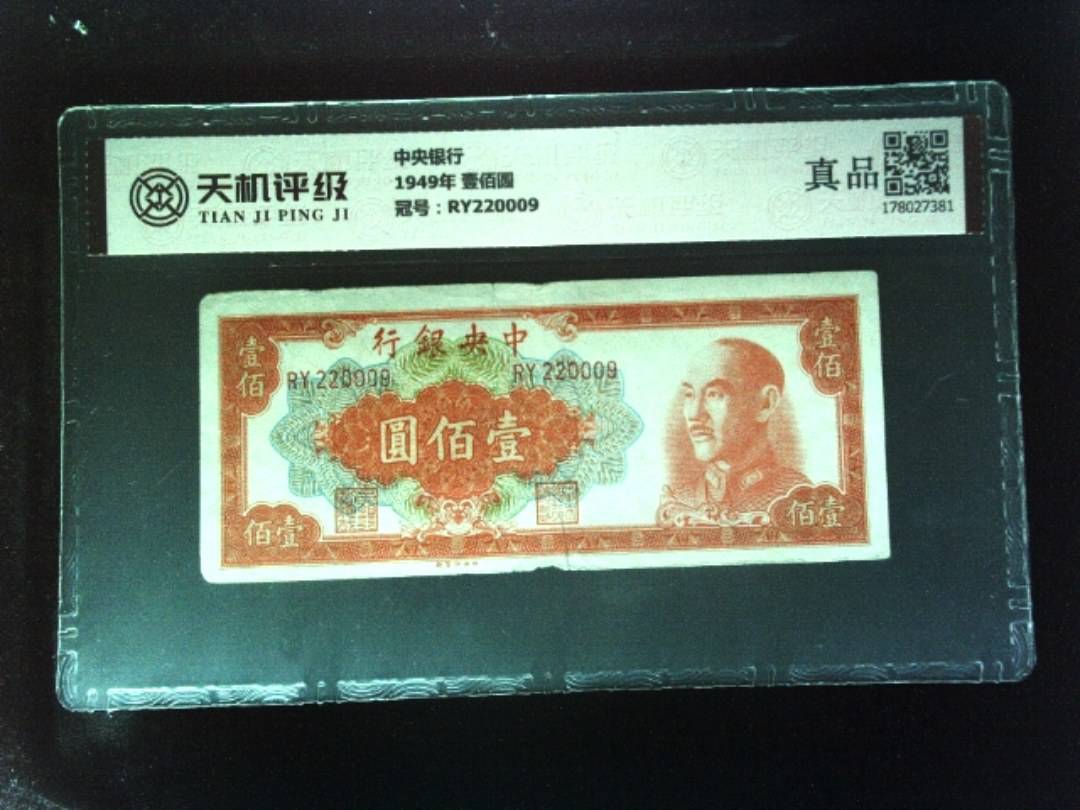 天机评级
TIAN JI PING JI
中央银行
1949年 壹佰圆
冠号：RY220009
真品
178027381
行銀央中
壹佰
壹佰
RY 220009
RY 220009
圓佰壹
佰壹
佰壹